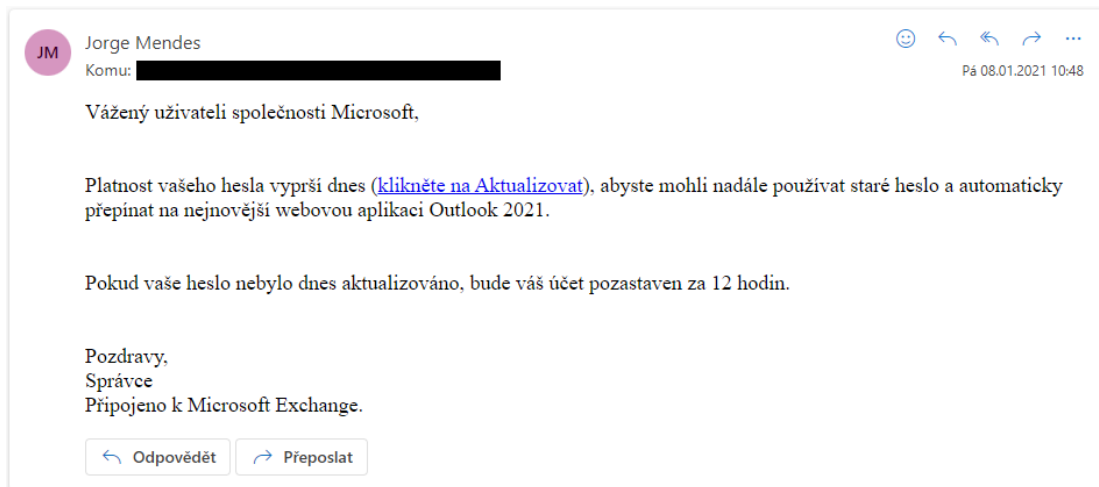 JM
Jorge Mendes
Komu:
Pá 08.01.2021 10:48
Vážený uživateli společnosti Microsoft,
Platnost vašeho hesla vyprší dnes (klikněte na Aktualizovat), abyste mohli nadále používat staré heslo a automaticky
přepínat na nejnovější webovou aplikaci Outlook 2021.
Pokud vaše heslo nebylo dnes aktualizováno, bude váš účet pozastaven za 12 hodin.
Pozdravy,
Správce
Připojeno k Microsoft Exchange.
Odpovědět
Přeposlat